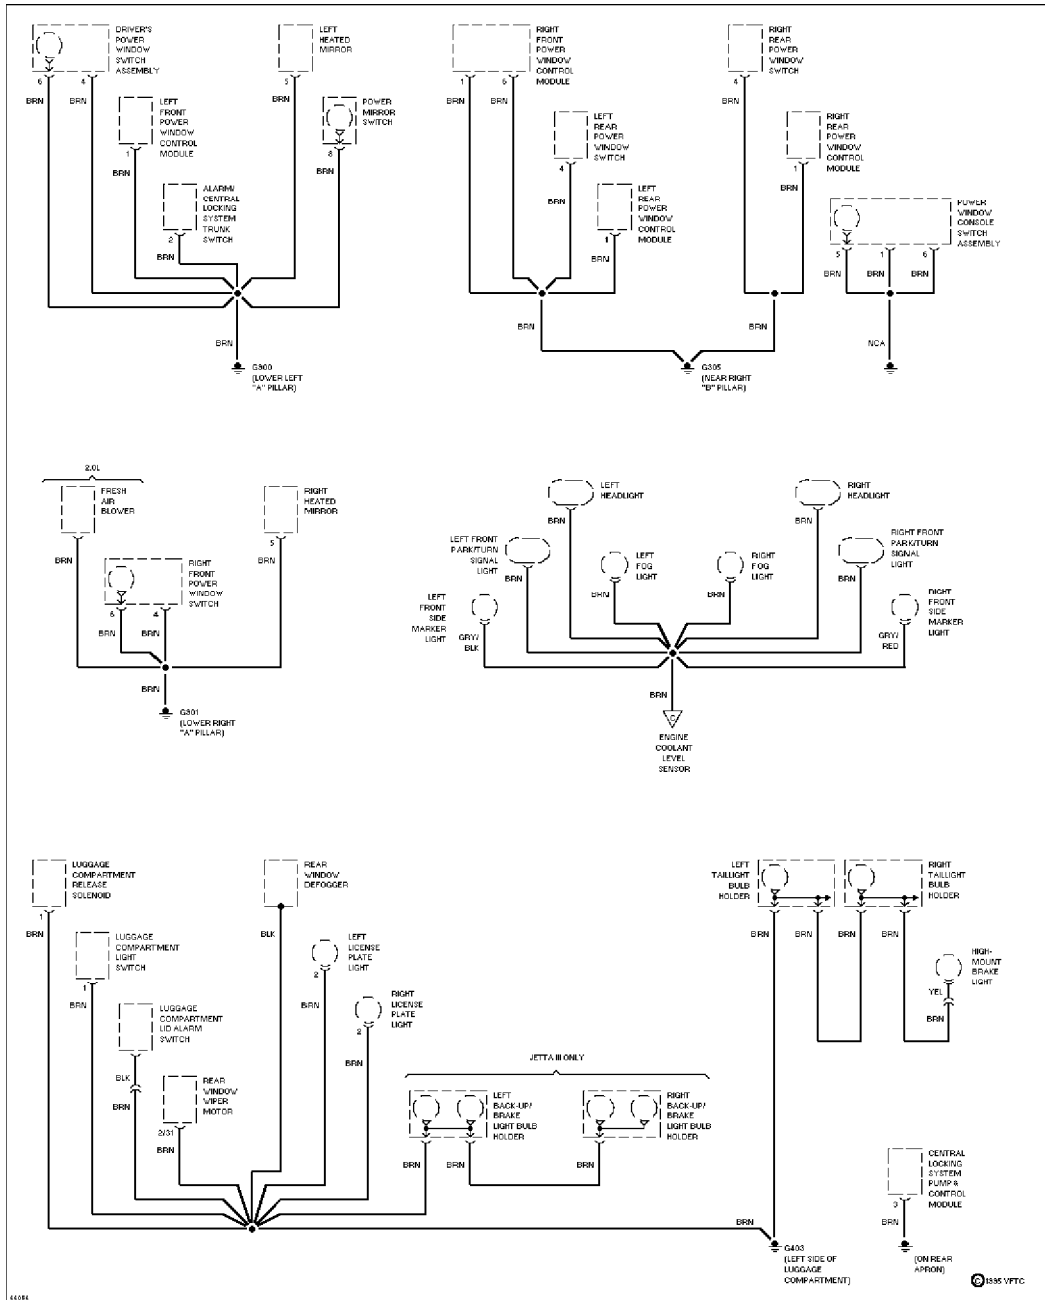 DRIVER'S
POWER
WINDOW
SWITCH
ASSEMBLY
6
4
BRN
BRN
LEFT
FRONT
POWER
WINDOW
CONTROL
MODULE
1
BRN
ALARM/
CENTRAL
LOCKING
SYSTEM
TRUNK
SWITCH
2
BRN
LEFT
HEATED
MIRROR
5
BRN
POWER
MIRROR
SWITCH
8
BRN
BRN
G300
(LOWER LEFT
"A" PILLAR)
RIGHT
FRONT
POWER
WINDOW
CONTROL
MODULE
1
6
BRN
BRN
LEFT
REAR
POWER
WINDOW
SWITCH
4
BRN
LEFT
REAR
POWER
WINDOW
CONTROL
MODULE
1
BRN
RIGHT
REAR
POWER
WINDOW
SWITCH
4
BRN
RIGHT
REAR
POWER
WINDOW
CONTROL
MODULE
1
BRN
BRN
BRN
G305
(NEAR RIGHT
"B" PILLAR)
POWER
WINDOW
CONSOLE
SWITCH
ASSEMBLY
5
1
6
BRN
BRN
BRN
NCA
2.0L
FRESH
AIR
BLOWER
BRN
RIGHT
FRONT
POWER
WINDOW
SWITCH
6
4
BRN
BRN
RIGHT
HEATED
MIRROR
5
BRN
BRN
G301
(LOWER RIGHT
"A" PILLAR)
LEFT
HEADLIGHT
BRN
RIGHT
HEADLIGHT
BRN
LEFT FRONT
PARK/TURN
SIGNAL
LIGHT
BRN
LEFT
FOG
LIGHT
BRN
RIGHT
FOG
LIGHT
BRN
RIGHT FRONT
PARK/TURN
SIGNAL
LIGHT
BRN
LEFT
FRONT
SIDE
MARKER
LIGHT
GRY/
BLK
RIGHT
FRONT
SIDE
MARKER
LIGHT
GRY/
RED
BRN
C
ENGINE
COOLANT
LEVEL
SENSOR
LUGGAGE
COMPARTMENT
RELEASE
SOLENOID
1
BRN
LUGGAGE
COMPARTMENT
LIGHT
SWITCH
1
BRN
LUGGAGE
COMPARTMENT
LID ALARM
SWITCH
BLK
BRN
REAR
WINDOW
WIPER
MOTOR
2/31
BRN
REAR
WINDOW
DEFOGGER
BLK
LEFT
LICENSE
PLATE
LIGHT
2
BRN
RIGHT
LICENSE
PLATE
LIGHT
2
BRN
JETTA III ONLY
LEFT
BACK-UP/
BRAKE
LIGHT BULB
HOLDER
BRN
BRN
RIGHT
BACK-UP/
BRAKE
LIGHT BULB
HOLDER
BRN
LEFT
TAILLIGHT
BULB
HOLDER
BRN
BRN
RIGHT
TAILLIGHT
BULB
HOLDER
BRN
BRN
HIGH-
MOUNT
BRAKE
LIGHT
YEL
BRN
BRN
G403
(LEFT SIDE OF
LUGGAGE
COMPARTMENT)
CENTRAL
LOCKING
SYSTEM
PUMP &
CONTROL
MODULE
3
BRN
(ON REAR
APRON)
© 1995 VFTC